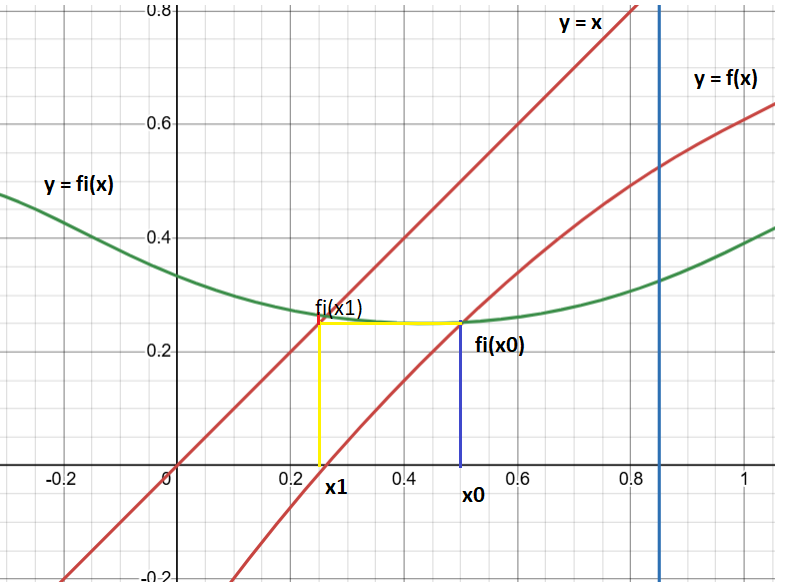 0.8
y = x
y = f(x)
0.6
y = fi(x)
0.4
fi(x1)
fi(x0)
0.2
-0.2
0
0.2
0.4
0.6
0.8
1
x1
x0
-0.2